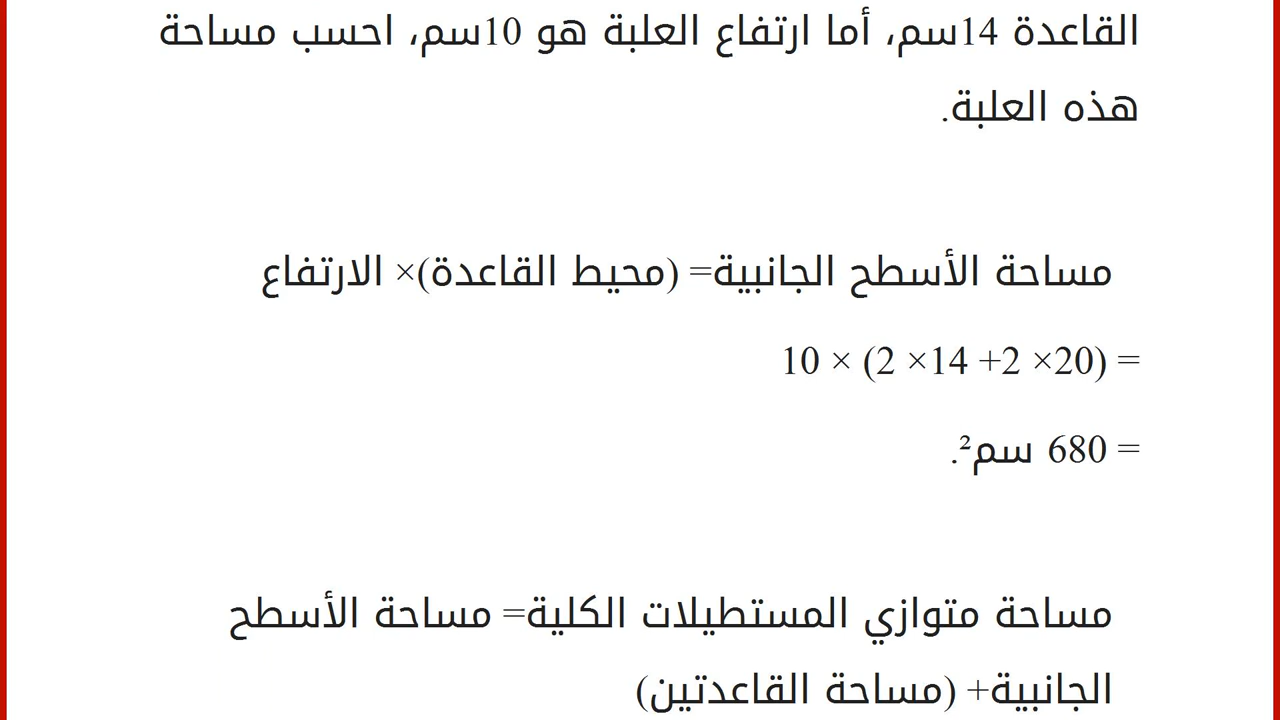 القاعدة 14سم، أما ارتفاع العلبة هو 10سم، احسب مساحة
هذه العلبة.
مساحة الأسطح الجانبية= (محيط القاعدة)× الارتفاع
= (20× 2+ 14× 2) × 10
= 680 سم².
مساحة متوازي المستطيلات الكلية= مساحة الأسطح
الجانبية+ (مساحة القاعدتين)